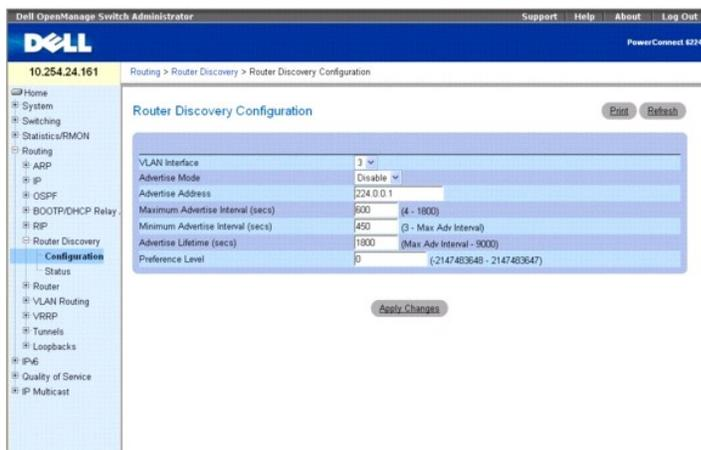 Dell OpenManage Switch Administrator
Support Help About Log Out
DELL
PowerConnect 6224
10.254.24.161
Routing > Router Discovery > Router Discovery Configuration
Home
System
Switching
Statistics/RMON
Routing
ARP
IP
OSPF
BOOTP/DHCP Relay
RIP
Router Discovery
Configuration
Status
Router
VLAN Routing
VRRP
Tunnels
Loopbacks
IPv6
Quality of Service
IP Multicast
Router Discovery Configuration
Print Refresh
VLAN Interface 3
Advertise Mode Disable
Advertise Address 224.0.0.1
Maximum Advertise Interval (secs) 600 (4 - 1800)
Minimum Advertise Interval (secs) 450 (3 - Max Adv Interval)
Advertise Lifetime (secs) 1800 (Max Adv Interval - 9000)
Preference Level 0 (-2147483648 - 2147483647)
Apply Changes